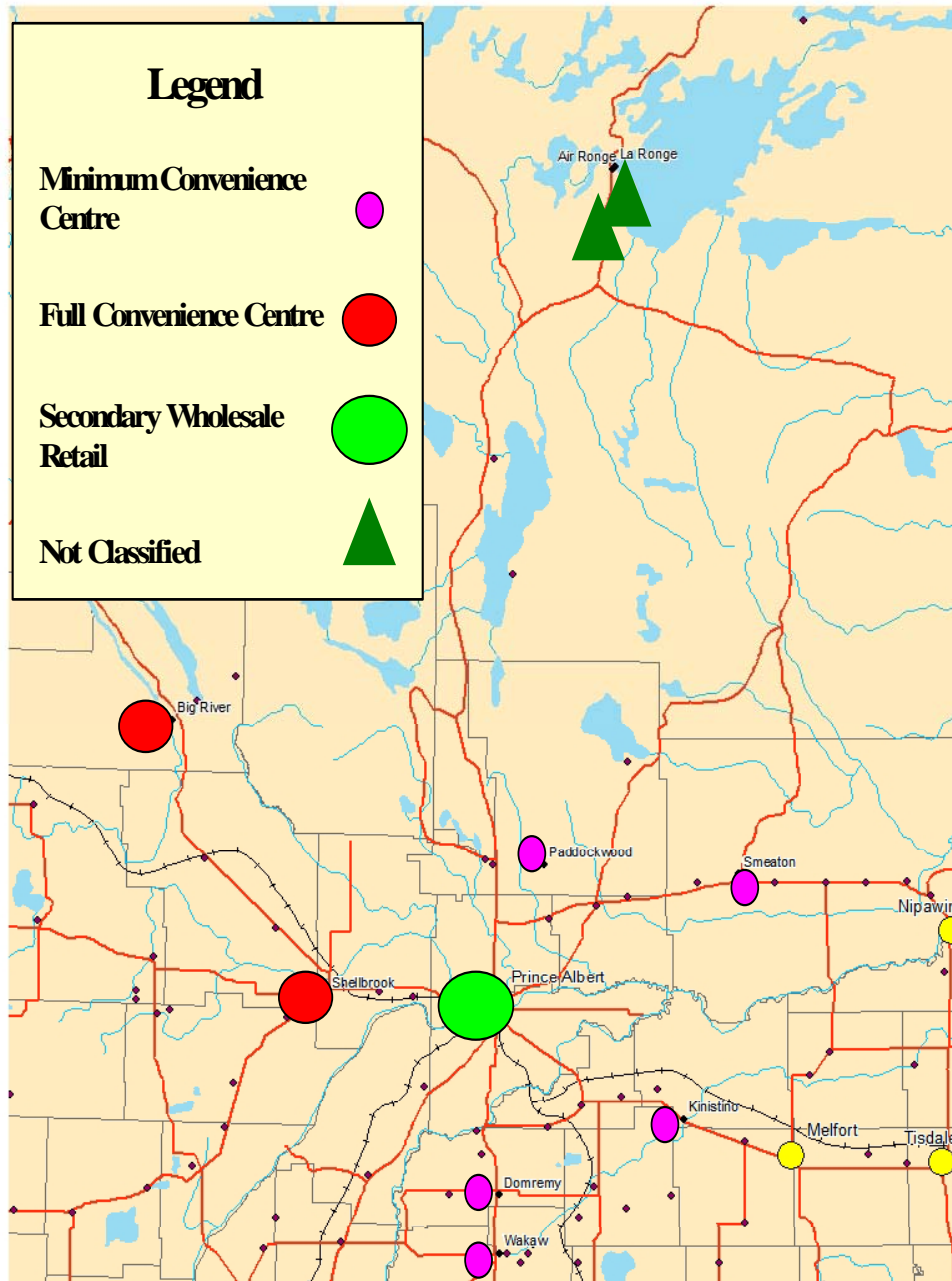 Legend
Minimum Convenience
Centre
Full Convenience Centre
Secondary Wholesale
Retail
Not Classified
Air Ronge
La Ronge
Big River
Paddockwood
Smeaton
Nipawin
Shellbrook
Prince Albert
Kinistino
Melfort
Tisdale
Domremy
Wakaw